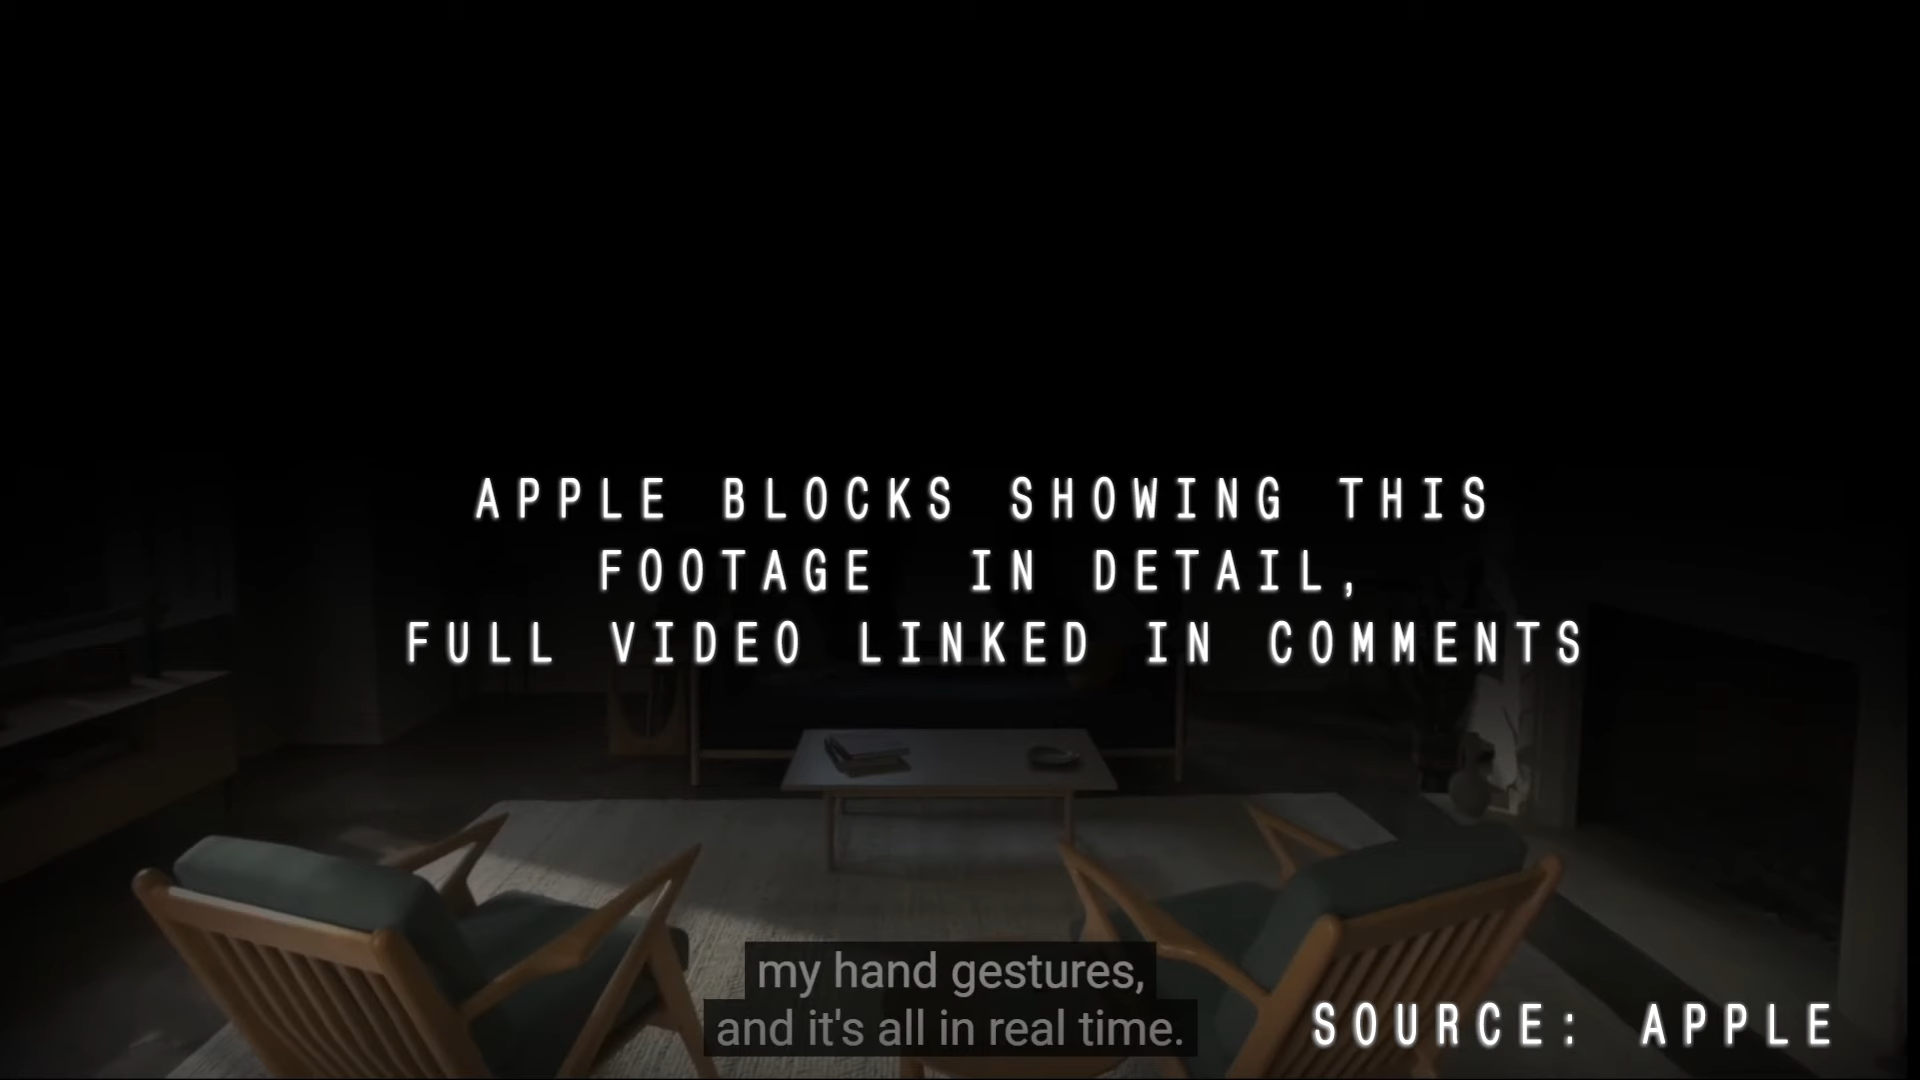 APPLE BLOCKS SHOWING THIS
FOOTAGE IN DETAIL,
FULL VIDEO LINKED IN COMMENTS
my hand gestures,
and it's all in real time.
SOURCE: APPLE